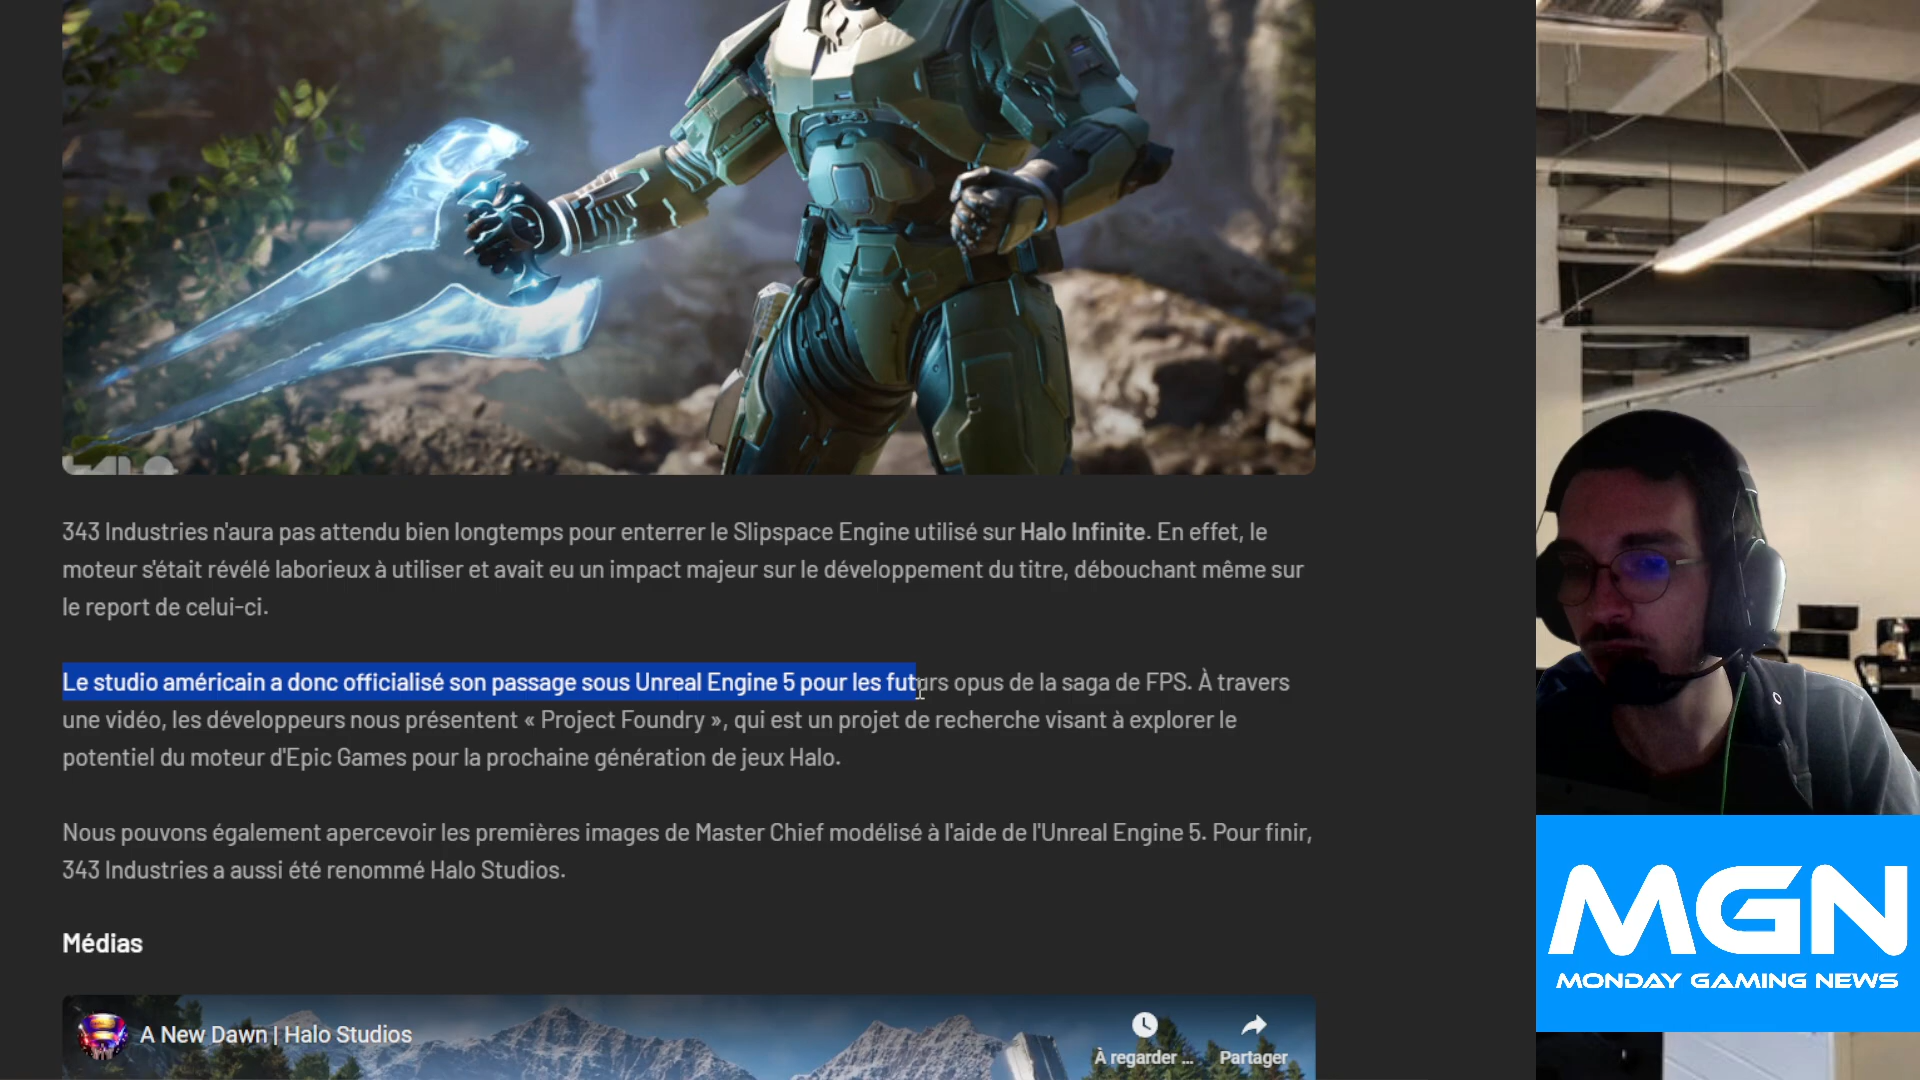 343 Industries n'aura pas attendu bien longtemps pour enterrer le Slipspace Engine utilisé sur Halo Infinite. En effet, le
moteur s'était révélé laborieux à utiliser et avait eu un impact majeur sur le développement du titre, débouchant même sur
le report de celui-ci.
Le studio américain a donc officialisé son passage sous Unreal Engine 5 pour les futurs opus de la saga de FPS. À travers
une vidéo, les développeurs nous présentent « Project Foundry », qui est un projet de recherche visant à explorer le
potentiel du moteur d'Epic Games pour la prochaine génération de jeux Halo.
Nous pouvons également apercevoir les premières images de Master Chief modélisé à l'aide de l'Unreal Engine 5. Pour finir,
343 Industries a aussi été renommé Halo Studios.
Médias
A New Dawn | Halo Studios
À regarder ...
Partager
MGN
MONDAY GAMING NEWS